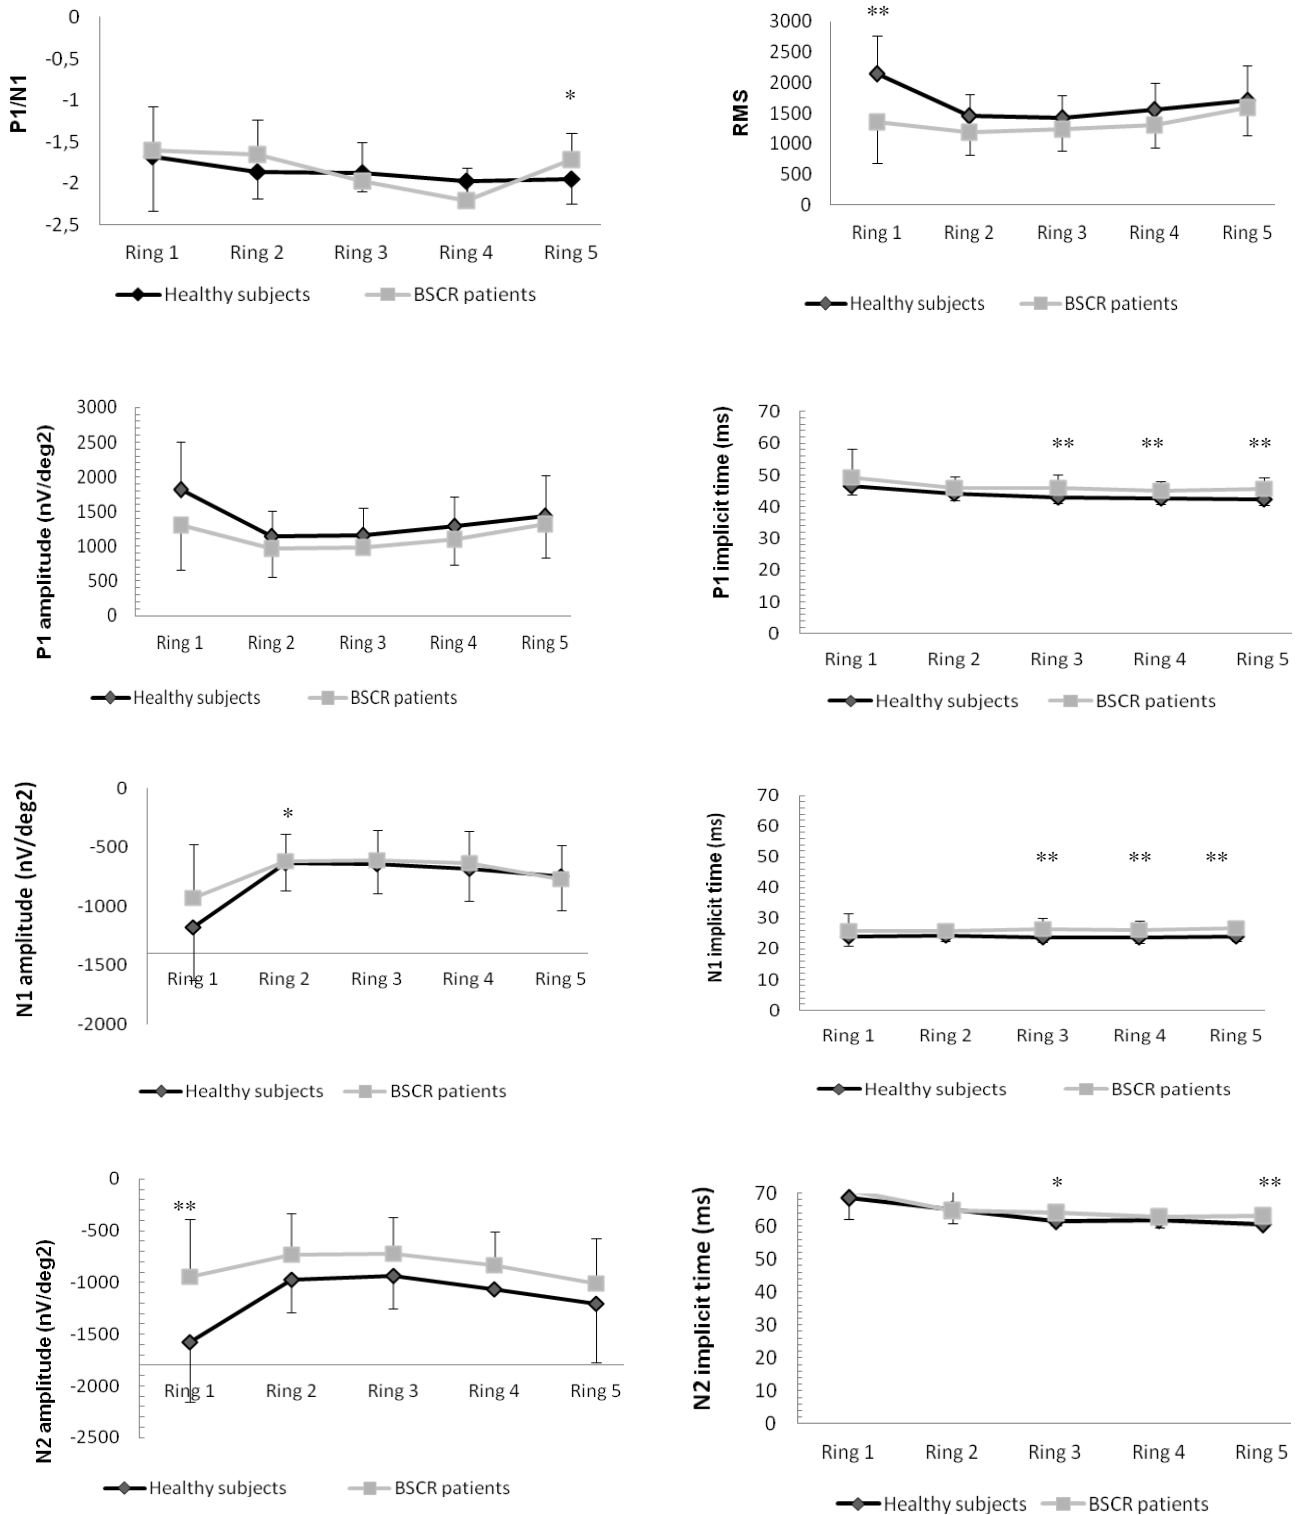 P1/N1
0
-0,5
-1
-1,5
-2
-2,5
*
Ring 1 Ring 2 Ring 3 Ring 4 Ring 5
Healthy subjects BSCR patients
RMS
**
3000
2500
2000
1500
1000
500
0
Ring 1 Ring 2 Ring 3 Ring 4 Ring 5
Healthy subjects BSCR patients
P1 amplitude (nV/deg2)
3000
2500
2000
1500
1000
500
0
Ring 1 Ring 2 Ring 3 Ring 4 Ring 5
Healthy subjects BSCR patients
P1 implicit time (ms)
70
60
50
40
30
20
10
0
** ** **
Ring 1 Ring 2 Ring 3 Ring 4 Ring 5
Healthy subjects BSCR patients
N1 amplitude (nV/deg2)
0
-500
-1000
-1500
-2000
*
Ring 1 Ring 2 Ring 3 Ring 4 Ring 5
Healthy subjects BSCR patients
N1 implicit time (ms)
70
60
50
40
30
20
10
0
** ** **
Ring 1 Ring 2 Ring 3 Ring 4 Ring 5
Healthy subjects BSCR patients
N2 amplitude (nV/deg2)
0
-500
-1000
-1500
-2000
-2500
**
Ring 1 Ring 2 Ring 3 Ring 4 Ring 5
Healthy subjects BSCR patients
N2 implicit time (ms)
70
60
50
40
30
20
10
0
* **
Ring 1 Ring 2 Ring 3 Ring 4 Ring 5
Healthy subjects BSCR patients